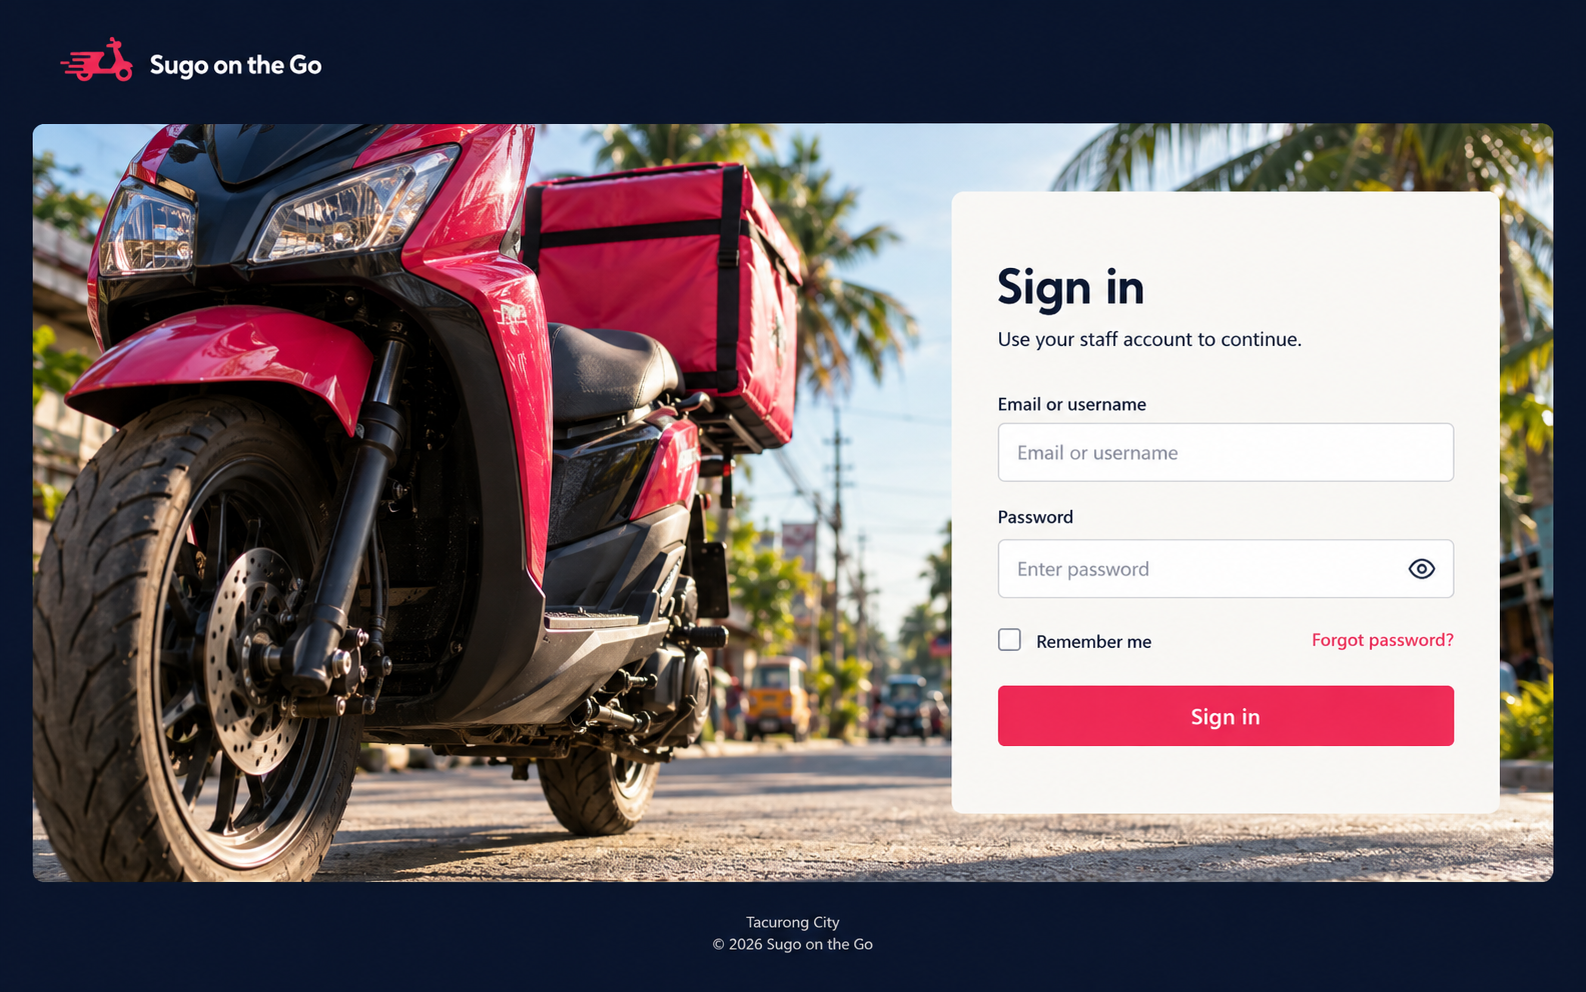 Sugo on the Go
Sign in
Use your staff account to continue.
Email or username
Email or username
Password
Enter password
Remember me
Forgot password?
Sign in
Tacurong City
© 2026 Sugo on the Go